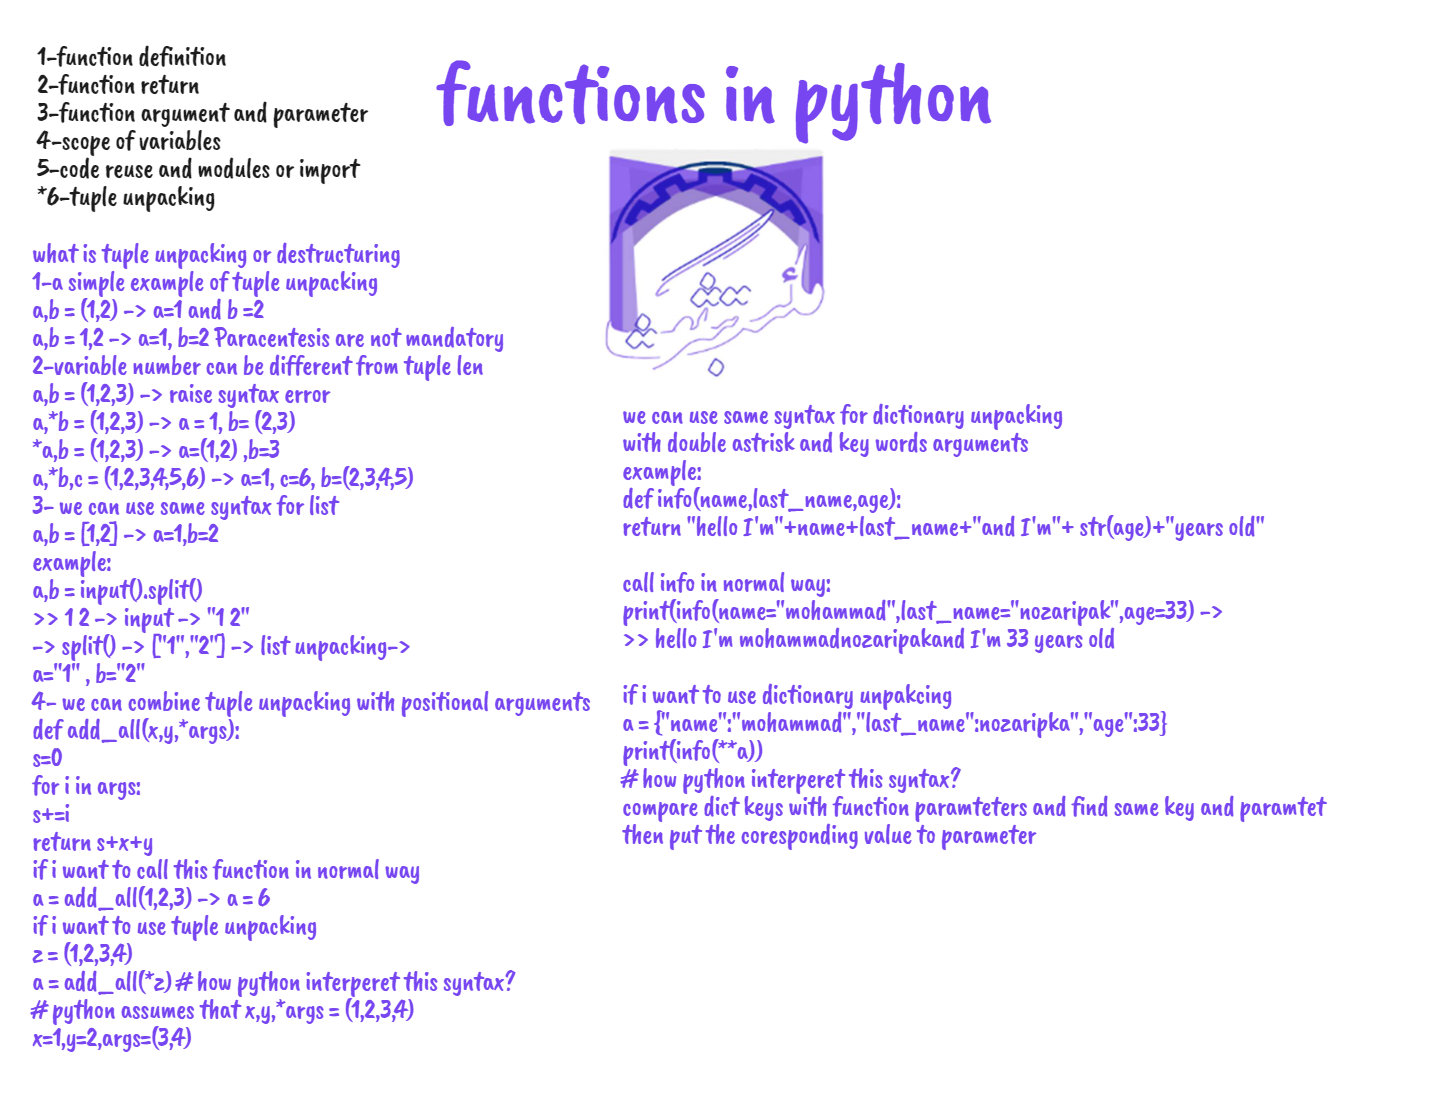 1-function definition
2-function return
3-function argument and parameter
4-scope of variables
5-code reuse and modules or import
*6-tuple unpacking
functions in python
what is tuple unpacking or destructuring
1-a simple example of tuple unpacking
a,b = (1,2) -> a=1 and b =2
a,b = 1,2 -> a=1, b=2 Paracentesis are not mandatory
2-variable number can be different from tuple len
a,b = (1,2,3) -> raise syntax error
a,*b = (1,2,3) -> a = 1, b= (2,3)
*a,b = (1,2,3) -> a=(1,2) ,b=3
a,*b,c = (1,2,3,4,5,6) -> a=1, c=6, b=(2,3,4,5)
3- we can use same syntax for list
a,b = [1,2] -> a=1,b=2
example:
a,b = input().split()
>> 1 2 -> input -> "1 2"
-> split() -> ["1","2"] -> list unpacking->
a="1" , b="2"
4- we can combine tuple unpacking with positional arguments
def add_all(x,y,*args):
s=0
for i in args:
s+=i
return s+x+y
if i want to call this function in normal way
a = add_all(1,2,3) -> a = 6
if i want to use tuple unpacking
z = (1,2,3,4)
a = add_all(*z) # how python interperet this syntax?
# python assumes that x,y,*args = (1,2,3,4)
x=1,y=2,args=(3,4)
we can use same syntax for dictionary unpacking
with double astrisk and key words arguments
example:
def info(name,last_name,age):
return "hello I'm"+name+last_name+"and I'm"+ str(age)+"years old"
call info in normal way:
print(info(name="mohammad",last_name="nozaripak",age=33) ->
>> hello I'm mohammadnozaripakand I'm 33 years old
if i want to use dictionary unpakcing
a = {"name":"mohammad","last_name":nozaripka","age":33}
print(info(**a))
# how python interperet this syntax?
compare dict keys with function paramteters and find same key and paramtet
then put the coresponding value to parameter